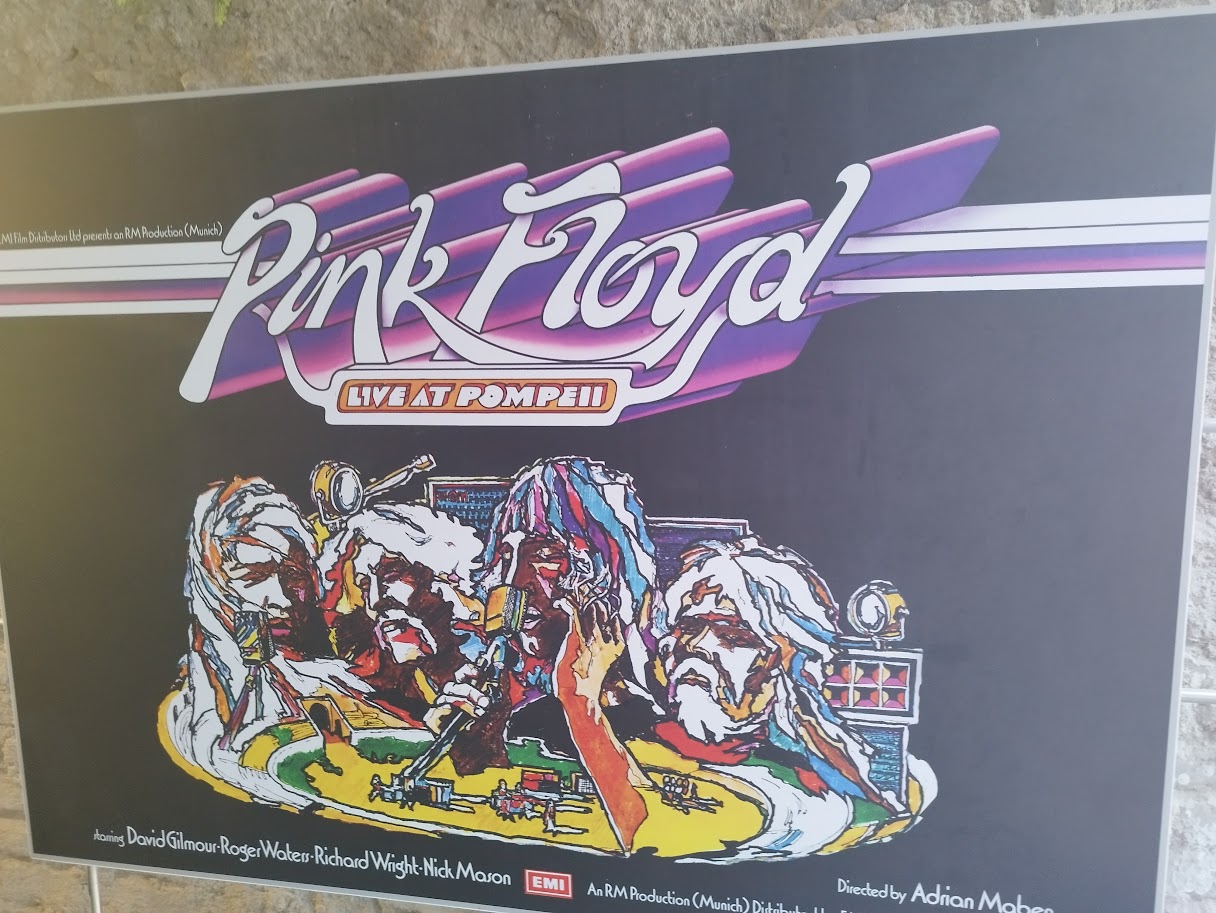 EMI Film Distributors Ltd presents an RM Production (Munich)
Pink Floyd
LIVE AT POMPEII
starring David Gilmour · Roger Waters · Richard Wright · Nick Mason
EMI
An RM Production (Munich)
Directed by Adrian Maben